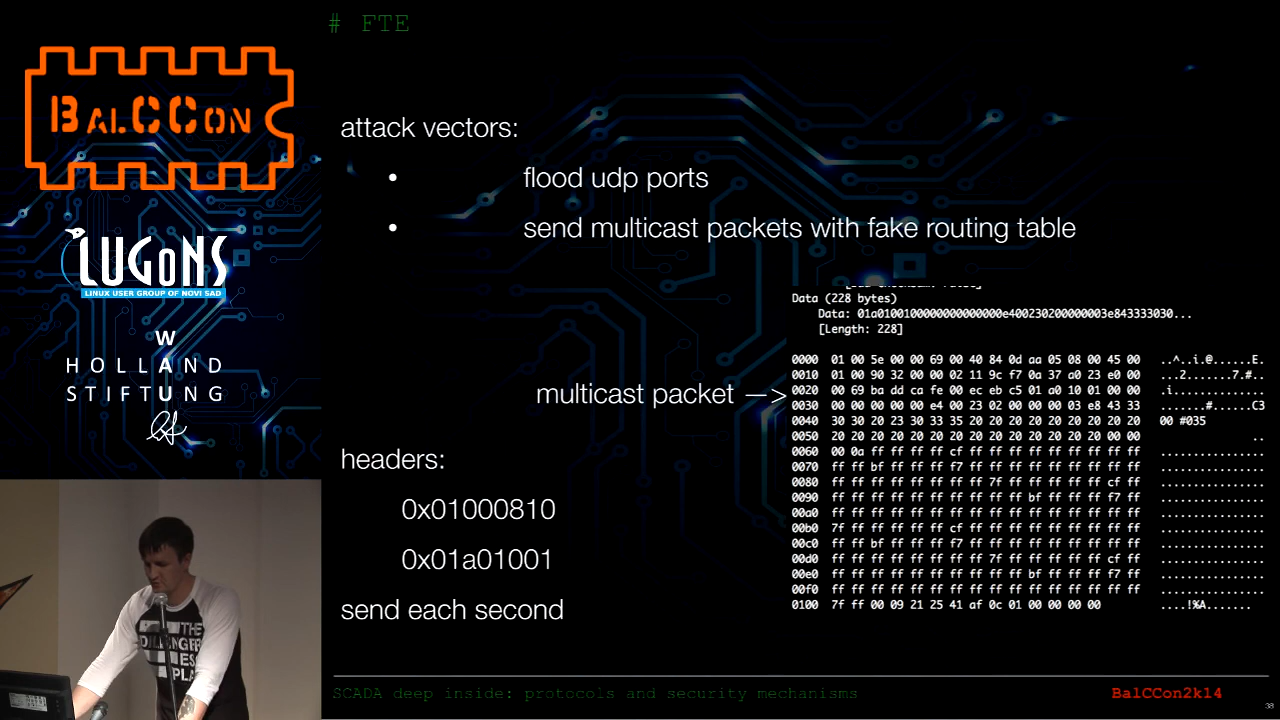 # FTE
BALCCON
LUGoNS
LINUX USER GROUP OF NOVI SAD
W
HOLLAND
STIFTUNG
attack vectors:
• flood udp ports
• send multicast packets with fake routing table
Data (228 bytes)
Data: 01a01001000000000000000e400230200000003e843333030...
[Length: 228]
0000 01 00 5e 00 00 69 00 40 84 0d aa 05 08 00 45 00 ..^..i.@......E.
0010 01 00 90 32 00 00 02 11 9c f7 0a 37 a0 23 e0 00 ...2.......7.#..
multicast packet —>
0020 00 69 ba dd ca fe 00 ec eb c5 01 a0 10 01 00 00 .i..............
0030 00 00 00 00 00 e4 00 23 02 00 00 00 03 e8 43 33 .......#......C3
0040 30 30 20 23 30 33 35 20 20 20 20 20 20 20 20 20 00 #035
0050 20 20 20 20 20 20 20 20 20 20 20 20 20 20 00 00 ..
0060 00 0a ff ff ff ff ff cf ff ff ff ff ff ff ff ff ................
0070 ff ff bf ff ff ff ff f7 ff ff ff ff ff ff ff ff ................
0080 ff ff ff ff ff ff ff ff ff 7f ff ff ff ff cf ff ................
0090 ff ff ff ff ff ff ff ff ff ff ff bf ff ff f7 ff ................
00a0 ff ff ff ff ff ff ff ff ff ff ff ff ff ff ff ff ................
00b0 7f ff ff ff ff ff cf ff ff ff ff ff ff ff ff ff ................
00c0 ff ff bf ff ff ff ff f7 ff ff ff ff ff ff ff ff ................
00d0 ff ff ff ff ff ff ff ff ff 7f ff ff ff ff cf ff ................
00e0 ff ff ff ff ff ff ff ff ff ff ff bf ff ff f7 ff ................
00f0 ff ff ff ff ff ff ff ff ff ff ff ff ff ff ff ff ................
0100 7f ff 00 09 21 25 41 af 0c 01 00 00 00 00 ....!%A.......
headers:
0x01000810
0x01a01001
send each second
THE
DILLINGER
ES
PLA
SCADA deep inside: protocols and security mechanisms
BalCCon2k14
38